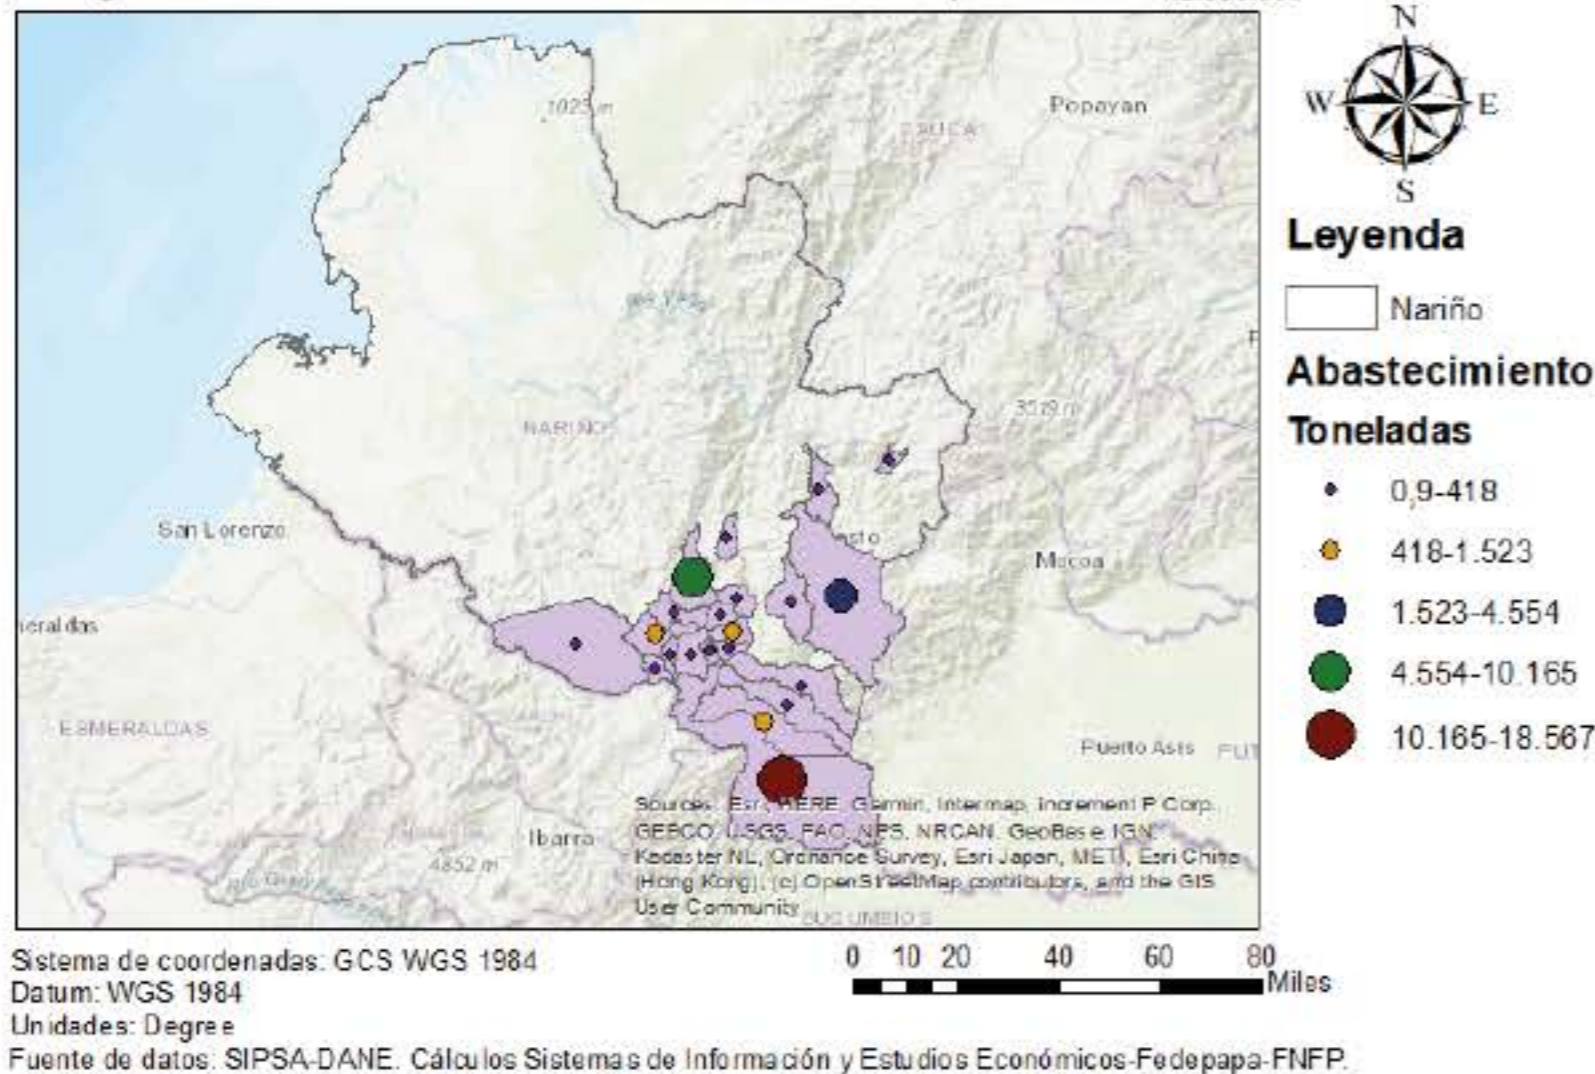 N
W E
S
1023 m
Popayan
CAUCA
Leyenda
Nariño
Abastecimiento
Toneladas
3519 m
NARIÑO
0,9-418
San Lorenzo
asto
418-1.523
Mocoa
1.523-4.554
eraldas
4.554-10.165
ESMERALDAS
Puerto Asis
10.165-18.567
Sources: Esri, HERE, Garmin, Intermap, increment P Corp.,
GEBCO, USGS, FAO, NPS, NRCAN, GeoBase, IGN,
Kadaster NL, Ordnance Survey, Esri Japan, METI, Esri China
(Hong Kong), (c) OpenStreetMap contributors, and the GIS
User Community
Ibarra
4852 m
SUCUMBIOS
Sistema de coordenadas: GCS WGS 1984
Datum: WGS 1984
Unidades: Degree
0 10 20 40 60 80
Miles
Fuente de datos: SIPSA-DANE. Cálculos Sistemas de Información y Estudios Económicos-Fedepapa-FNFP.